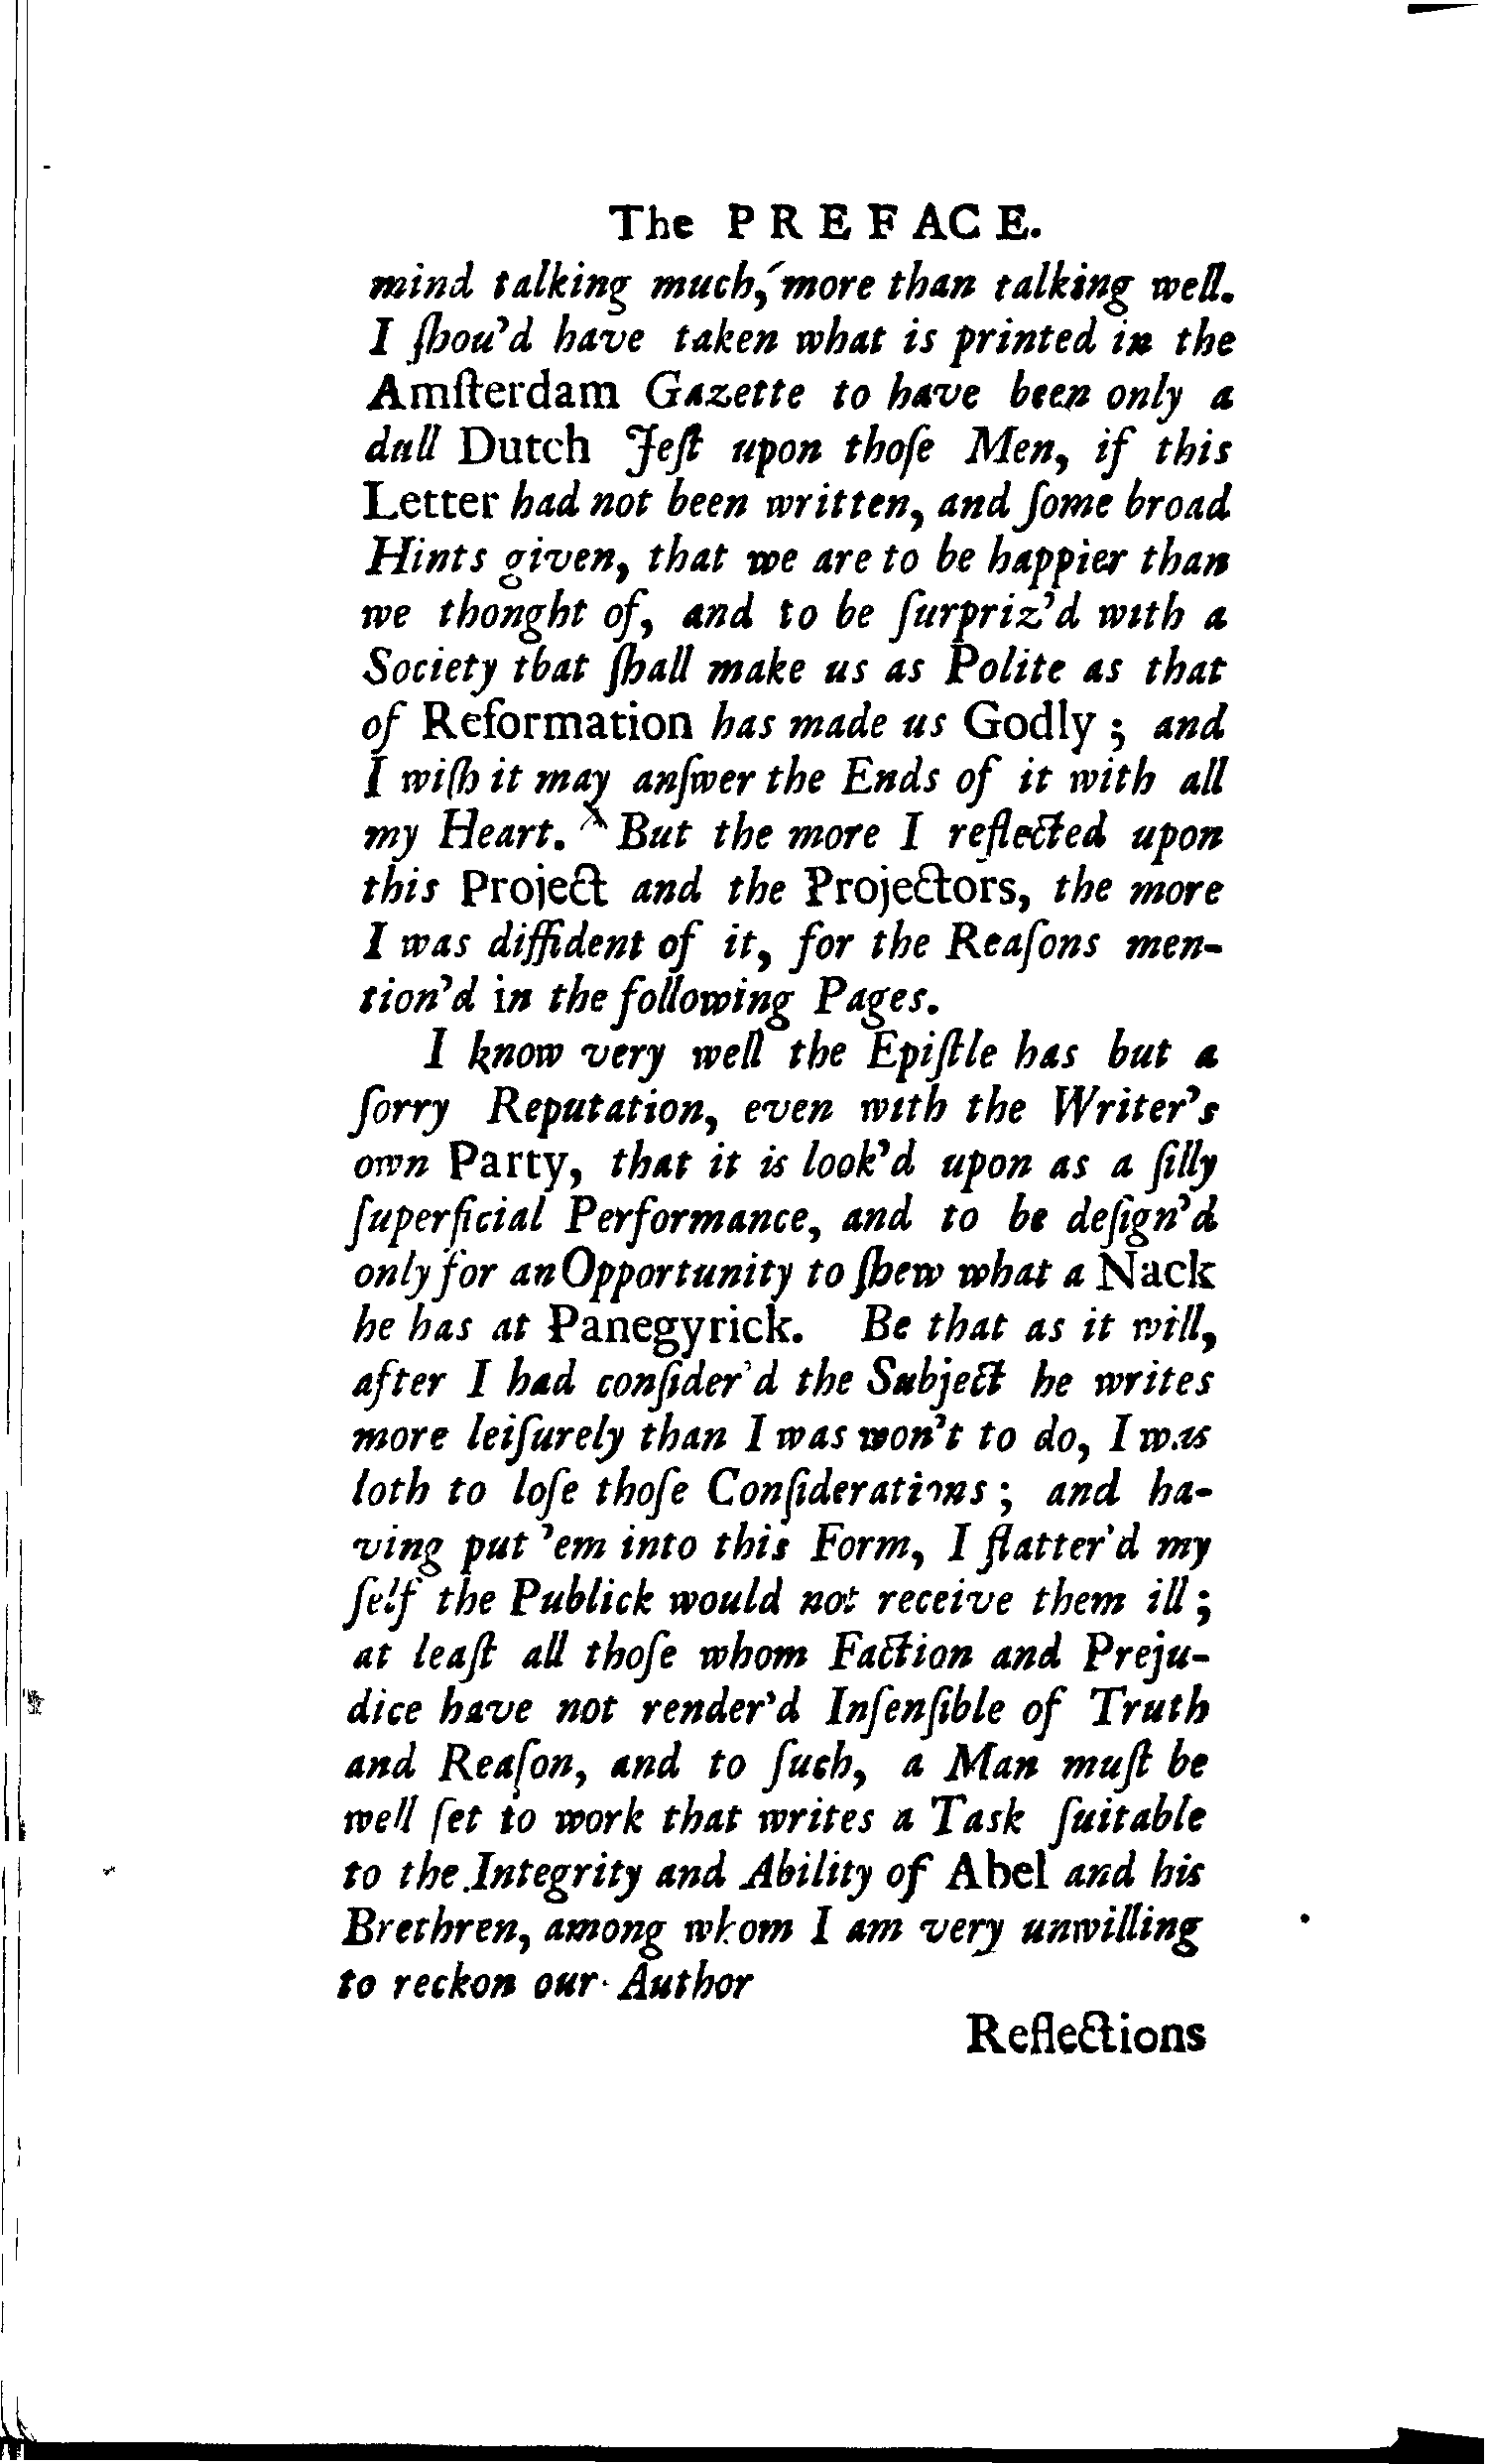 The PREFACE.
mind talking much, more than talking well.
I ſhou'd have taken what is printed in the
Amſterdam Gazette to have been only a
dull Dutch Jeſt upon thoſe Men, if this
Letter had not been written, and ſome broad
Hints given, that we are to be happier than
we thonght of, and to be ſurpriz'd with a
Society that ſhall make us as Polite as that
of Reformation has made us Godly; and
I wiſh it may anſwer the Ends of it with all
my Heart. But the more I reflected upon
this Project and the Projectors, the more
I was diffident of it, for the Reaſons men-
tion'd in the following Pages.
I know very well the Epiſtle has but a
ſorry Reputation, even with the Writer's
own Party, that it is look'd upon as a ſilly
ſuperficial Performance, and to be deſign'd
only for an Opportunity to ſhew what a Nack
he has at Panegyrick. Be that as it will,
after I had conſider'd the Subject he writes
more leiſurely than I was won't to do, I was
loth to loſe thoſe Conſiderations; and ha-
ving put 'em into this Form, I flatter'd my
ſelf the Publick would not receive them ill;
at leaſt all thoſe whom Faction and Preju-
dice have not render'd Inſenſible of Truth
and Reaſon, and to ſuch, a Man muſt be
well ſet to work that writes a Task ſuitable
to the Integrity and Ability of Abel and his
Brethren, among whom I am very unwilling
to reckon our Author
Reflections